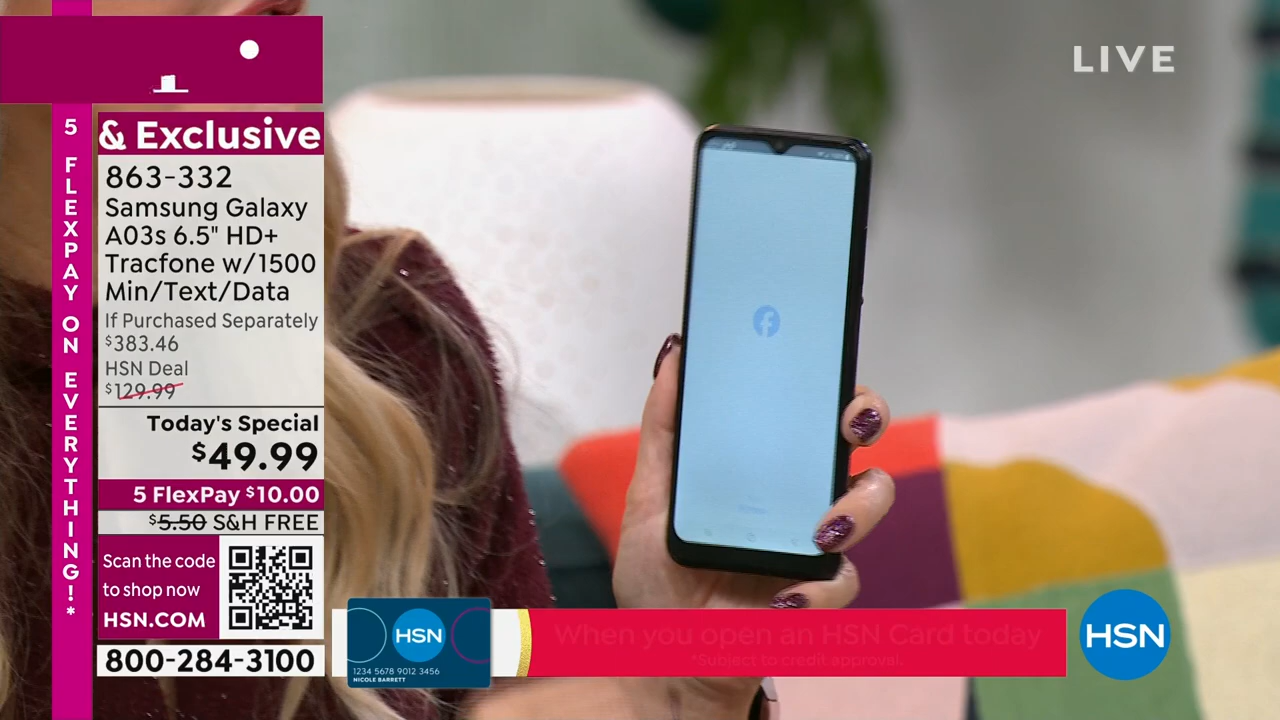 LIVE
5 FLEXPAY ON EVERYTHING!*
& Exclusive
863-332
Samsung Galaxy
A03s 6.5" HD+
Tracfone w/1500
Min/Text/Data
If Purchased Separately
$383.46
HSN Deal
$129.99
Today's Special
$49.99
5 FlexPay $10.00
$5.50 S&H FREE
Scan the code
to shop now
HSN.COM
800-284-3100
HSN
1234 5678 9012 3456
NICOLE BARRETT
When you open an HSN Card today
*Subject to credit approval.
HSN